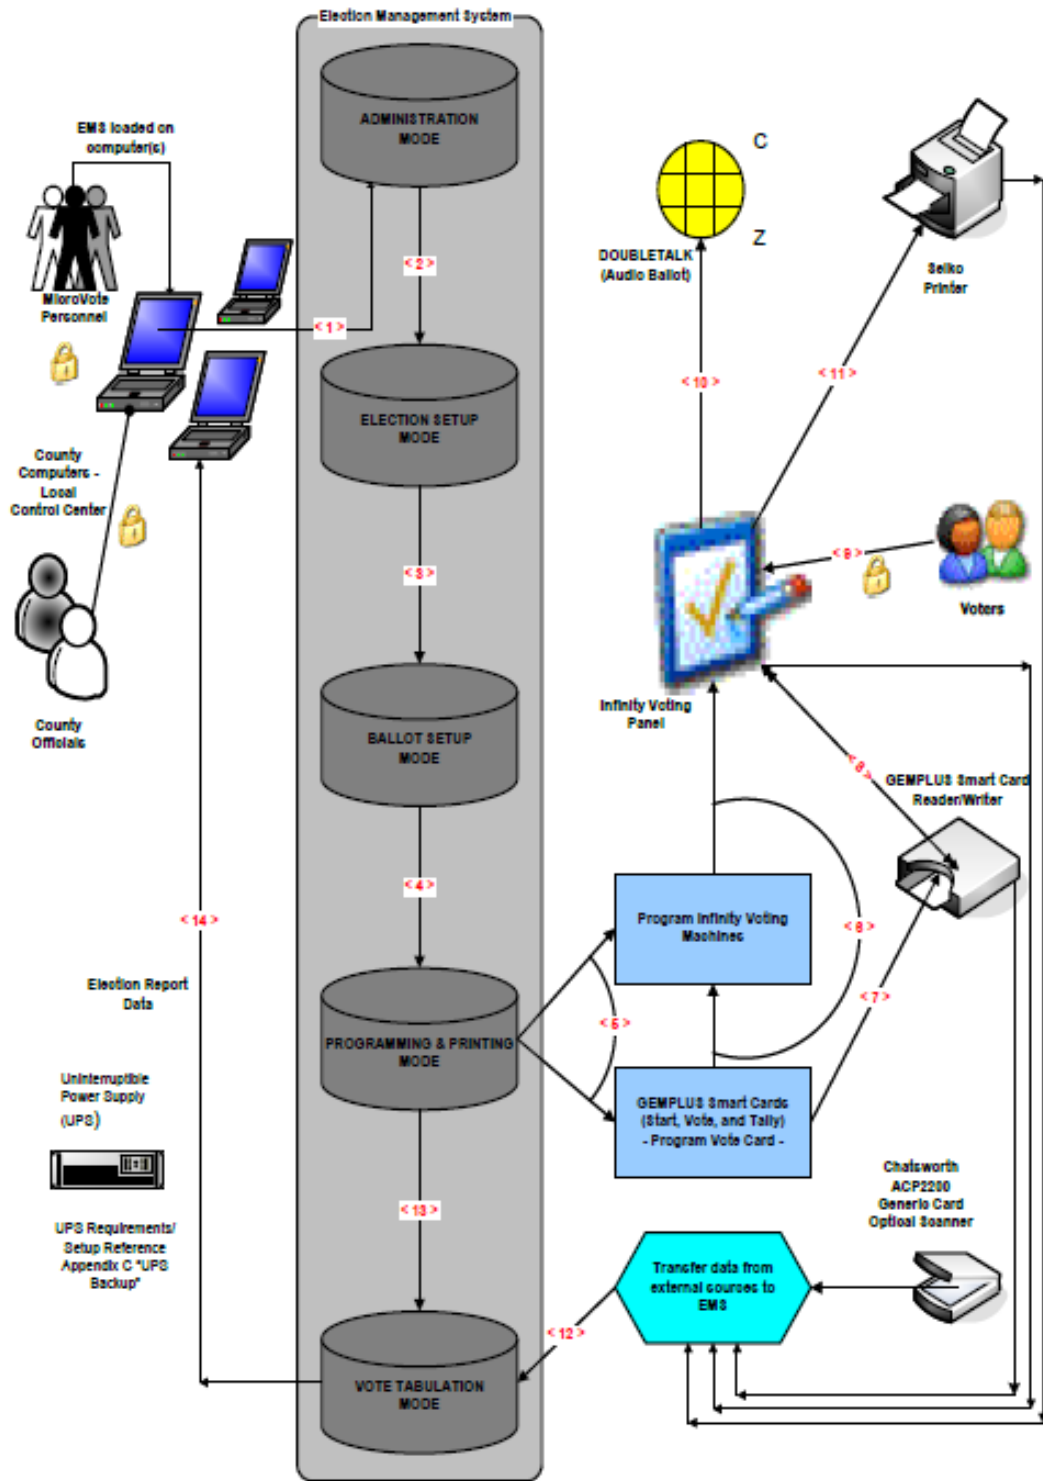 Election Management System
ADMINISTRATION
MODE
EMS loaded on
computer(s)
MicroVote
Personnel
< 1 >
< 2 >
C
Z
DOUBLETALK
(Audio Ballot)
Seiko
Printer
ELECTION SETUP
MODE
< 10 >
< 11 >
County
Computers -
Local
Control Center
County
Officials
< 3 >
< 9 >
Voters
Infinity Voting
Panel
BALLOT SETUP
MODE
< 8 >
GEMPLUS Smart Card
Reader/Writer
< 4 >
< 14 >
Program Infinity Voting
Machines
< 6 >
< 7 >
Election Report
Data
< 5 >
PROGRAMMING & PRINTING
MODE
GEMPLUS Smart Cards
(Start, Vote, and Tally)
- Program Vote Card -
Uninterruptible
Power Supply
(UPS)
UPS Requirements/
Setup Reference
Appendix C "UPS
Backup"
< 13 >
Chatsworth
ACP2200
Generic Card
Optical Scanner
Transfer data from
external sources to
EMS
< 12 >
VOTE TABULATION
MODE